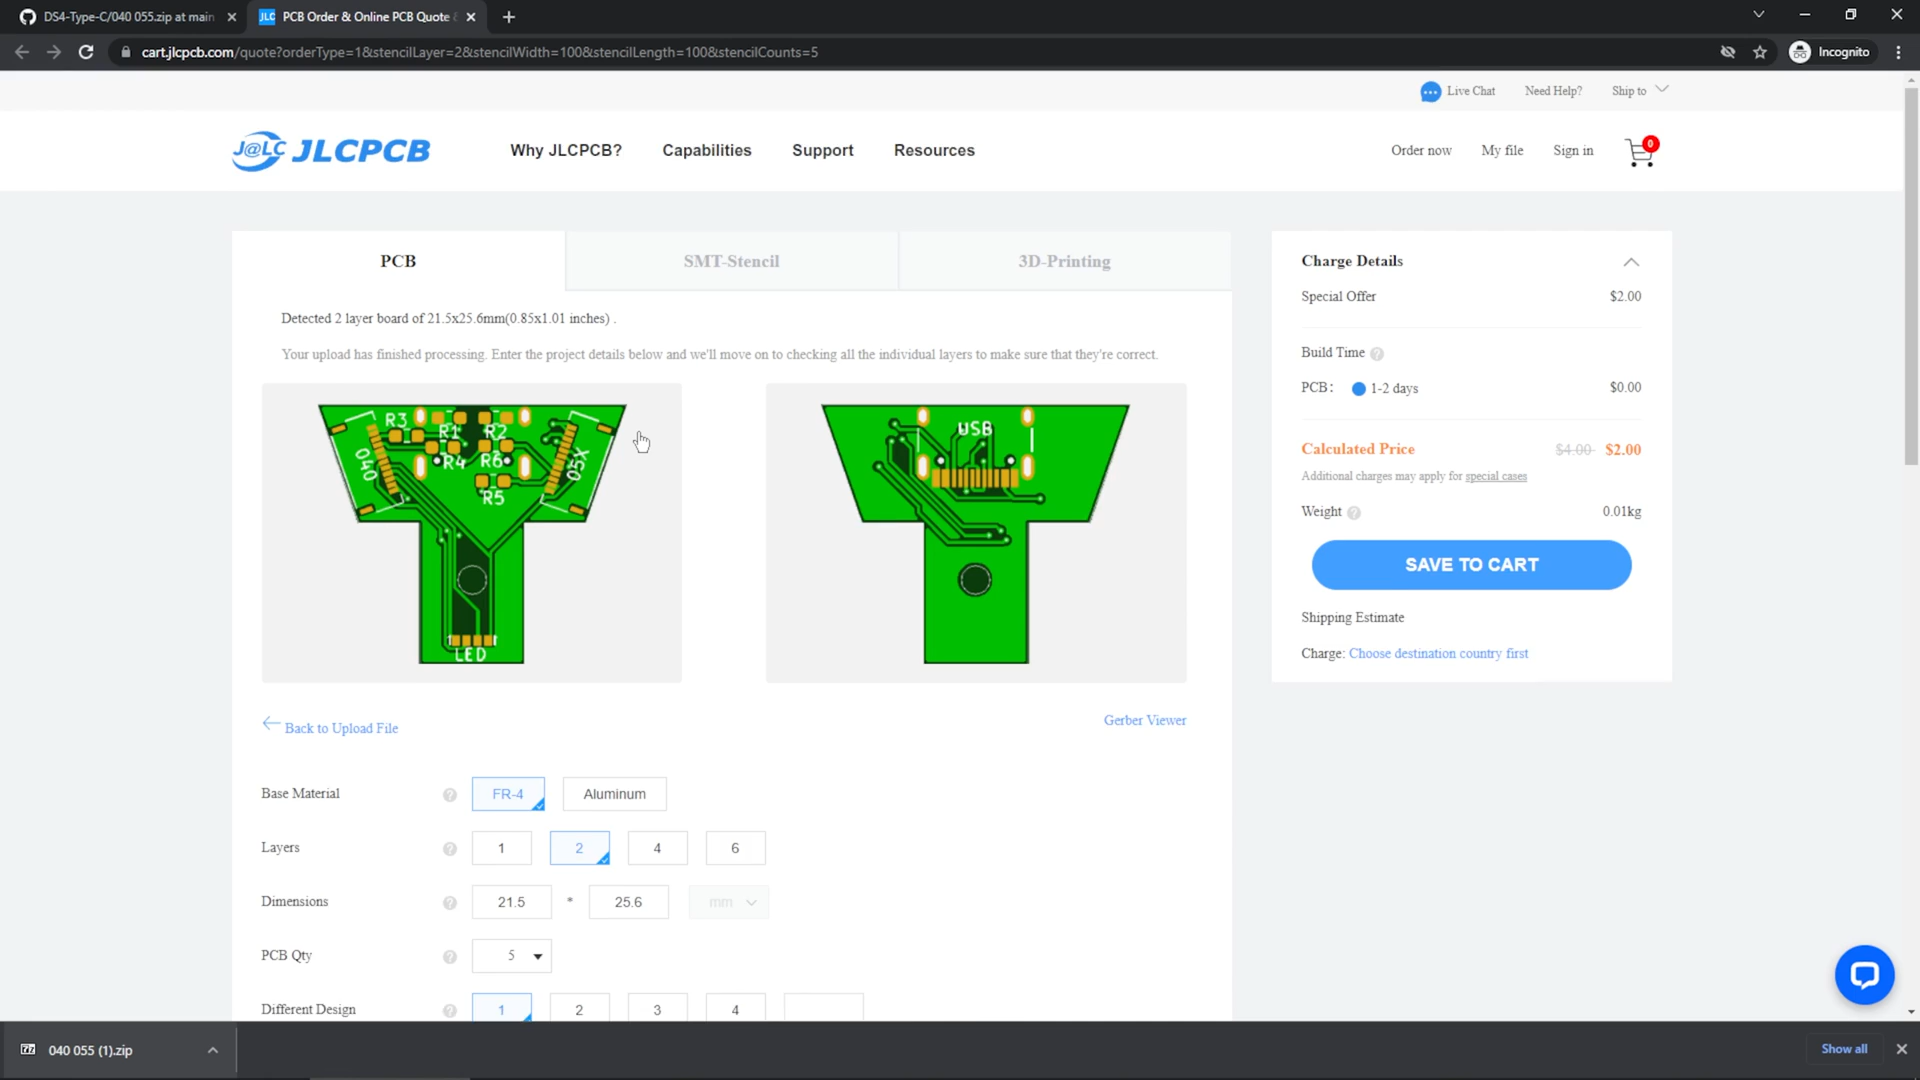 DS4-Type-C/040 055.zip at main
JLC PCB Order & Online PCB Quote
cart.jlcpcb.com/quote?orderType=1&stencilLayer=2&stencilWidth=100&stencilLength=100&stencilCounts=5
Incognito
Live Chat
Need Help?
Ship to
J@LC JLCPCB
Why JLCPCB?
Capabilities
Support
Resources
Order now
My file
Sign in
0
PCB
SMT-Stencil
3D-Printing
Detected 2 layer board of 21.5x25.6mm(0.85x1.01 inches) .
Your upload has finished processing. Enter the project details below and we'll move on to checking all the individual layers to make sure that they're correct.
R3
R1
R2
040
R4
R6
05X
R5
LED
USB
Back to Upload File
Gerber Viewer
Base Material
FR-4
Aluminum
Layers
1
2
4
6
Dimensions
21.5
*
25.6
mm
PCB Qty
5
Different Design
1
2
3
4
Charge Details
Special Offer $2.00
Build Time
PCB: 1-2 days $0.00
Calculated Price $4.00 $2.00
Additional charges may apply for special cases
Weight 0.01kg
SAVE TO CART
Shipping Estimate
Charge: Choose destination country first
040 055 (1).zip
Show all